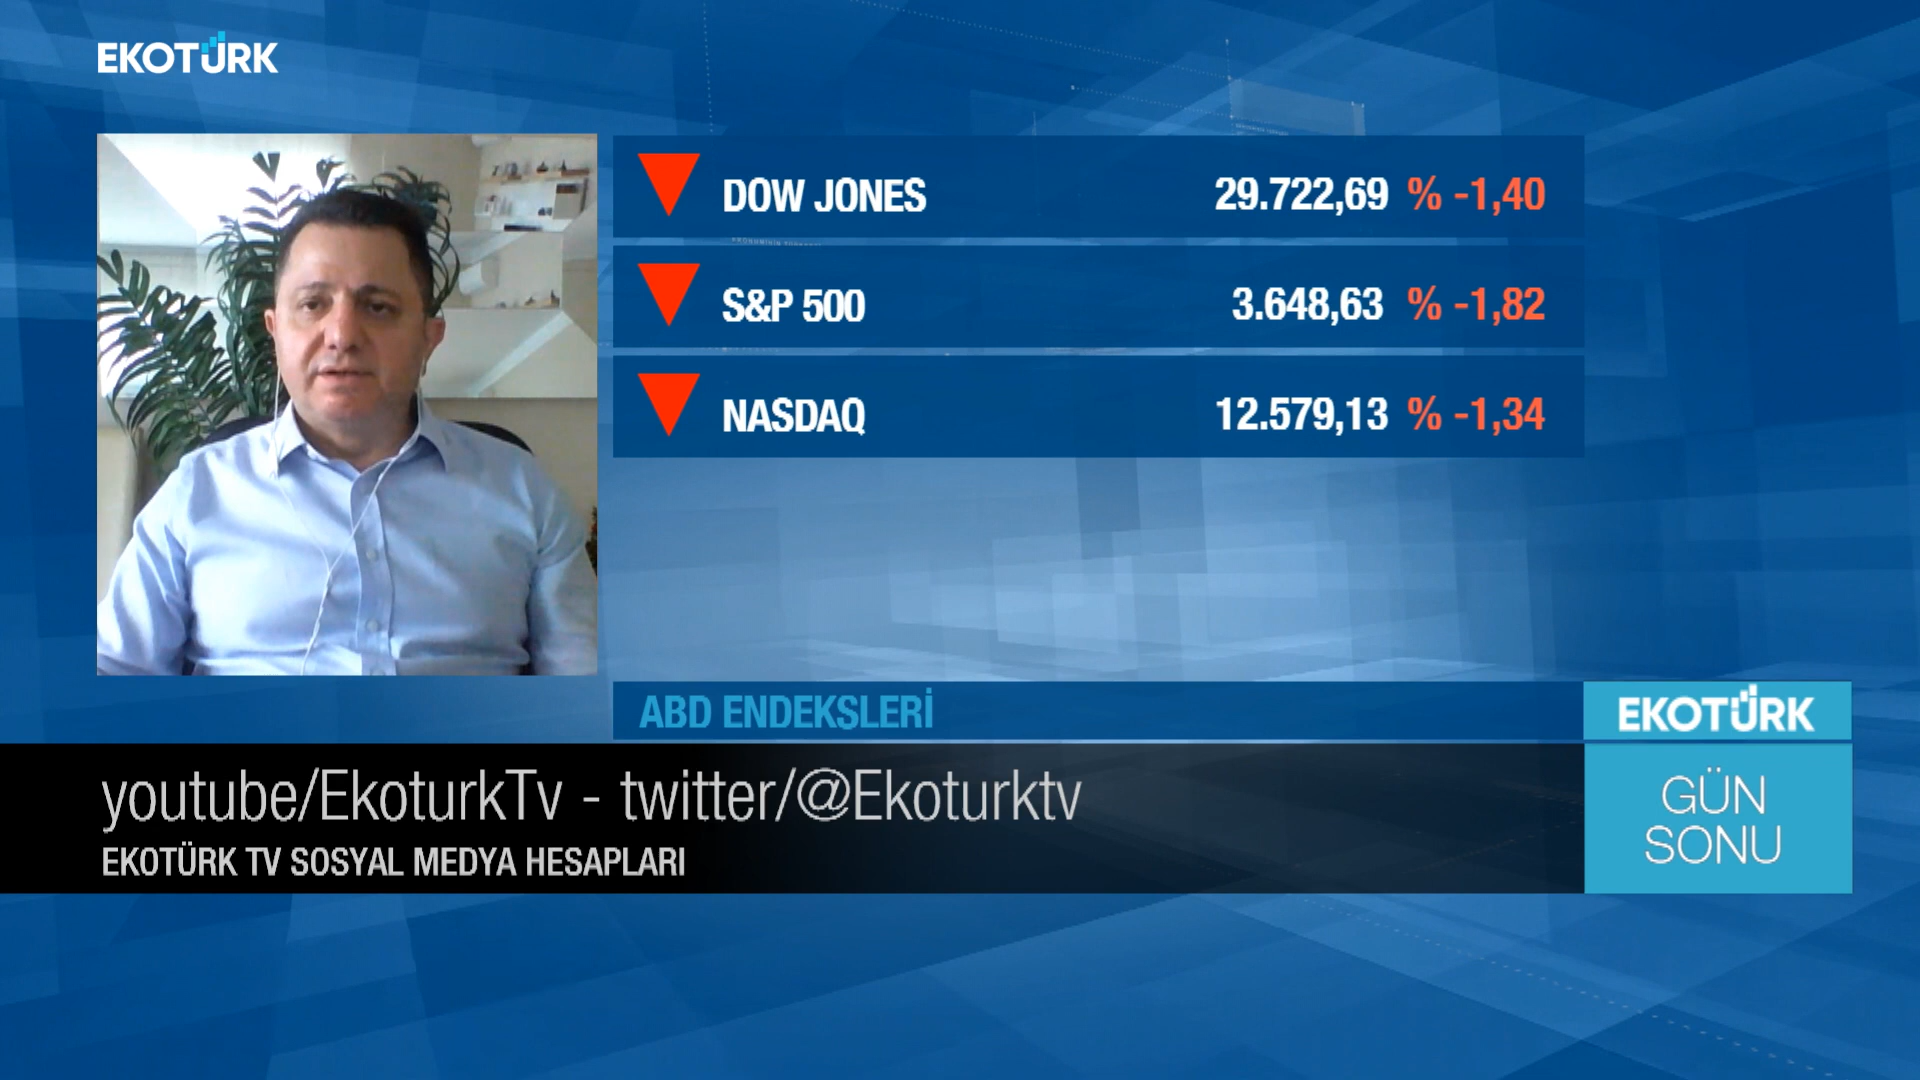 EKOTÜRK
DOW JONES 29.722,69 % -1,40
S&P 500 3.648,63 % -1,82
NASDAQ 12.579,13 % -1,34
ABD ENDEKSLERİ
EKOTÜRK
youtube/EkoturkTv - twitter/@Ekoturktv
EKOTÜRK TV SOSYAL MEDYA HESAPLARI
GÜN
SONU